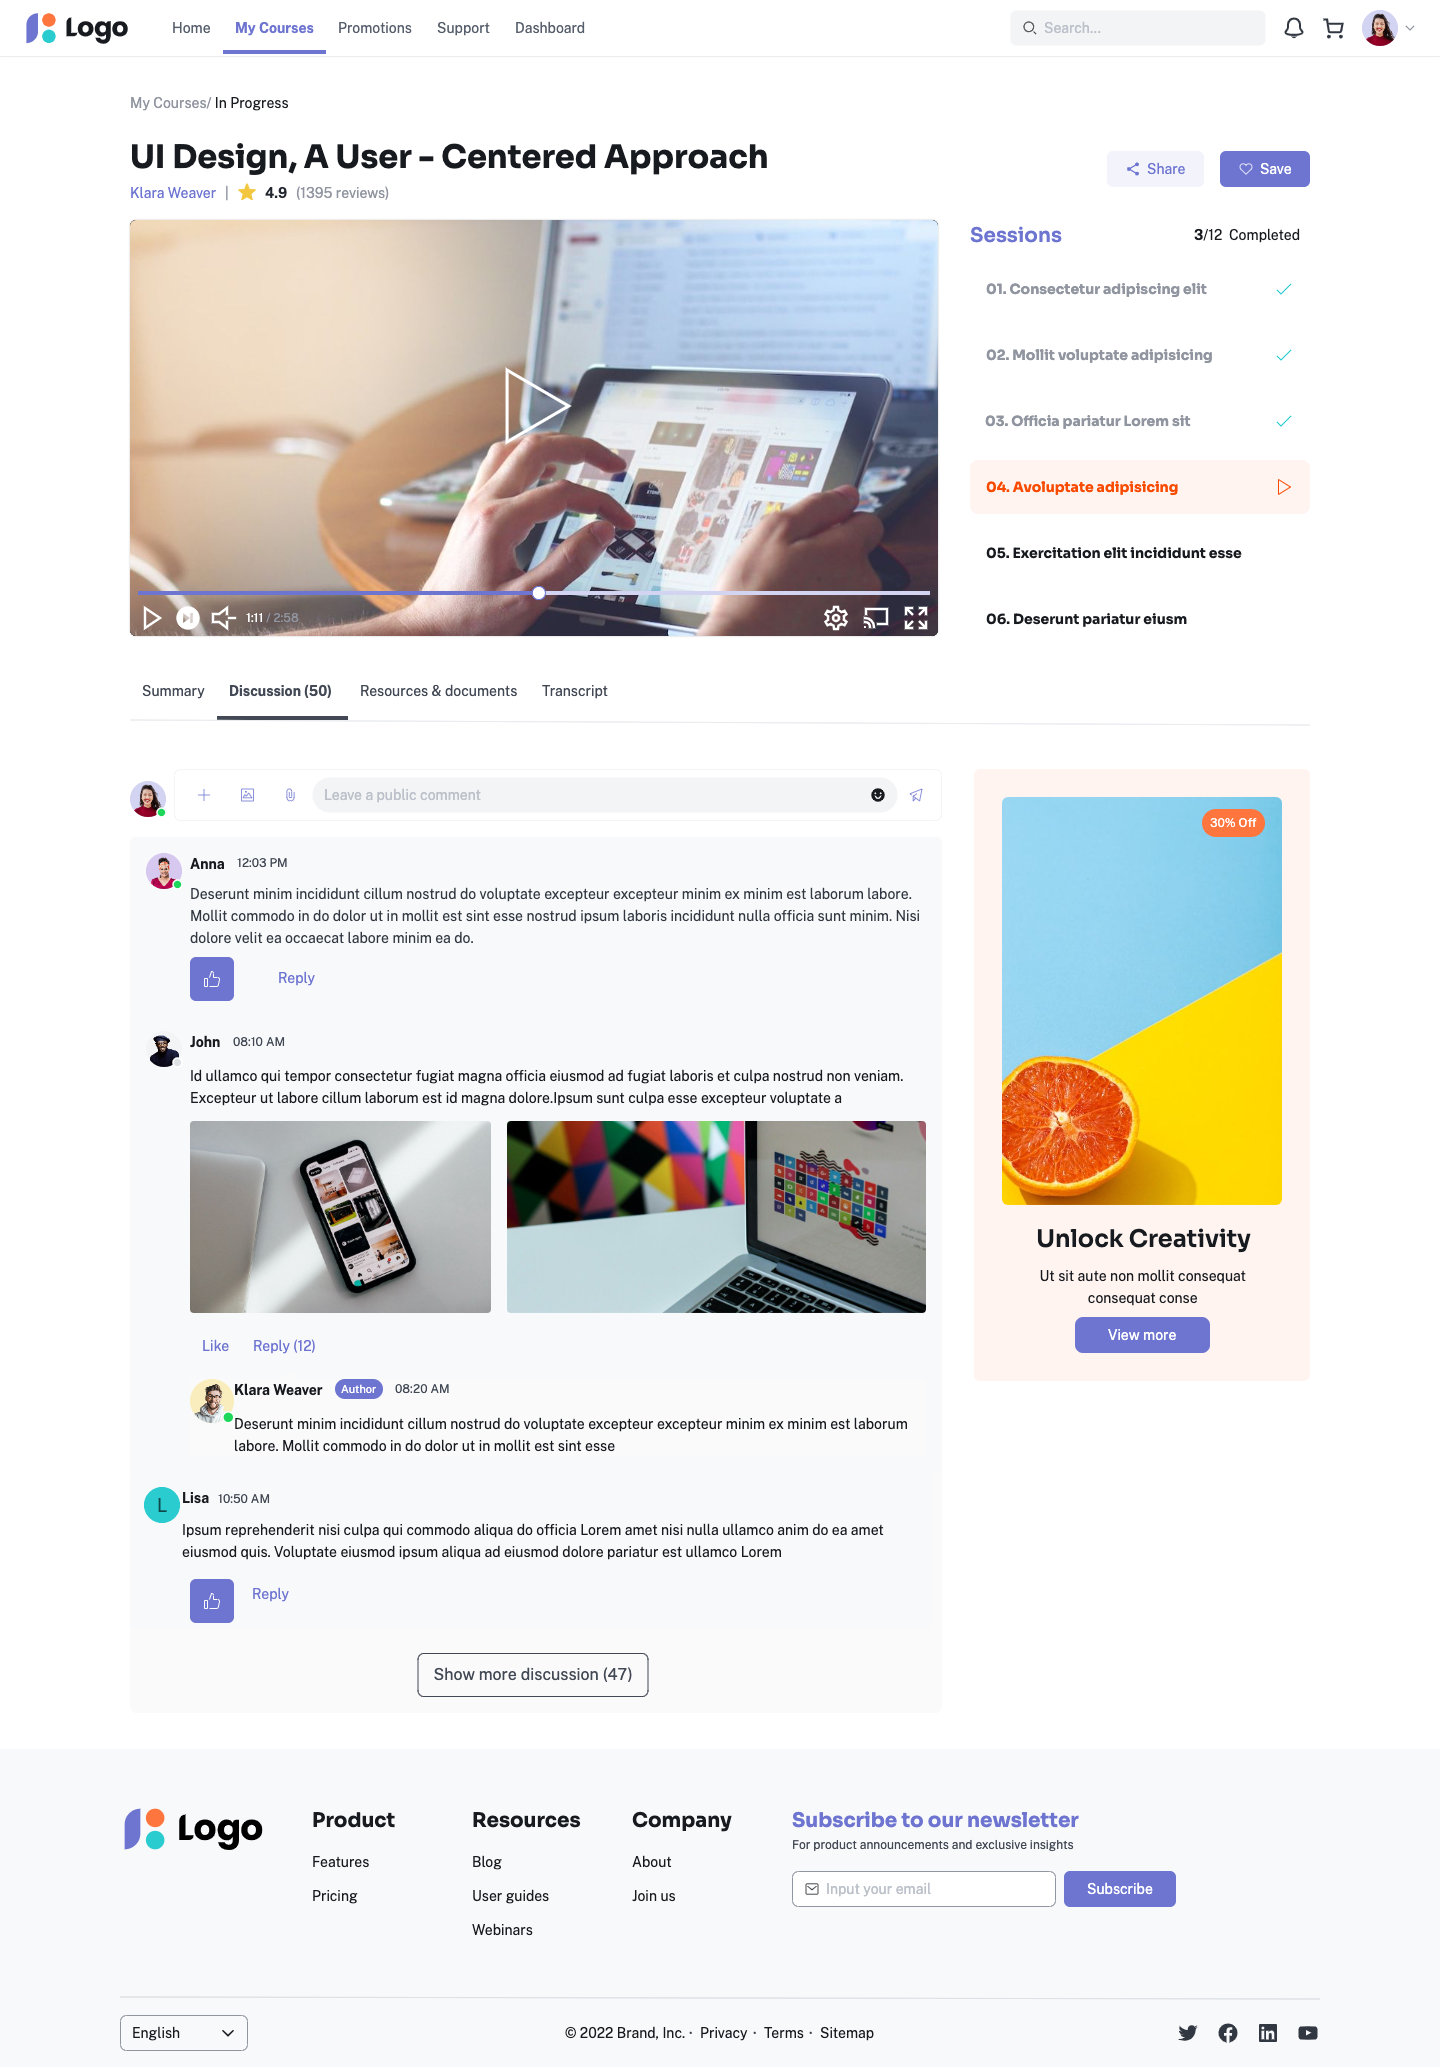 Logo
Home
My Courses
Promotions
Support
Dashboard
Search...
My Courses/ In Progress
UI Design, A User - Centered Approach
Klara Weaver | 4.9 (1395 reviews)
Share
Save
1:11 / 2:58
Sessions
3/12 Completed
01. Consectetur adipiscing elit
02. Mollit voluptate adipisicing
03. Officia pariatur Lorem sit
04. Avoluptate adipisicing
05. Exercitation elit incididunt esse
06. Deserunt pariatur eiusm
Summary
Discussion (50)
Resources & documents
Transcript
Leave a public comment
Anna 12:03 PM
Deserunt minim incididunt cillum nostrud do voluptate excepteur excepteur minim ex minim est laborum labore.
Mollit commodo in do dolor ut in mollit est sint esse nostrud ipsum laboris incididunt nulla officia sunt minim. Nisi
dolore velit ea occaecat labore minim ea do.
Reply
John 08:10 AM
Id ullamco qui tempor consectetur fugiat magna officia eiusmod ad fugiat laboris et culpa nostrud non veniam.
Excepteur ut labore cillum laborum est id magna dolore.Ipsum sunt culpa esse excepteur voluptate a
Like
Reply (12)
Klara Weaver Author 08:20 AM
Deserunt minim incididunt cillum nostrud do voluptate excepteur excepteur minim ex minim est laborum
labore. Mollit commodo in do dolor ut in mollit est sint esse
L
Lisa 10:50 AM
Ipsum reprehenderit nisi culpa qui commodo aliqua do officia Lorem amet nisi nulla ullamco anim do ea amet
eiusmod quis. Voluptate eiusmod ipsum aliqua ad eiusmod dolore pariatur est ullamco Lorem
Reply
Show more discussion (47)
30% Off
Unlock Creativity
Ut sit aute non mollit consequat
consequat conse
View more
Logo
Product
Features
Pricing
Resources
Blog
User guides
Webinars
Company
About
Join us
Subscribe to our newsletter
For product announcements and exclusive insights
Input your email
Subscribe
English
© 2022 Brand, Inc. · Privacy · Terms · Sitemap